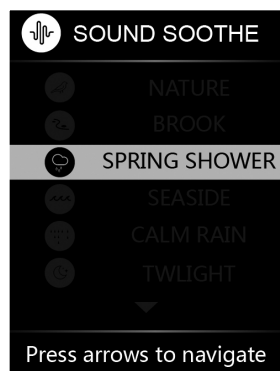 SOUND SOOTHE
NATURE
BROOK
SPRING SHOWER
SEASIDE
CALM RAIN
TWLIGHT
Press arrows to navigate